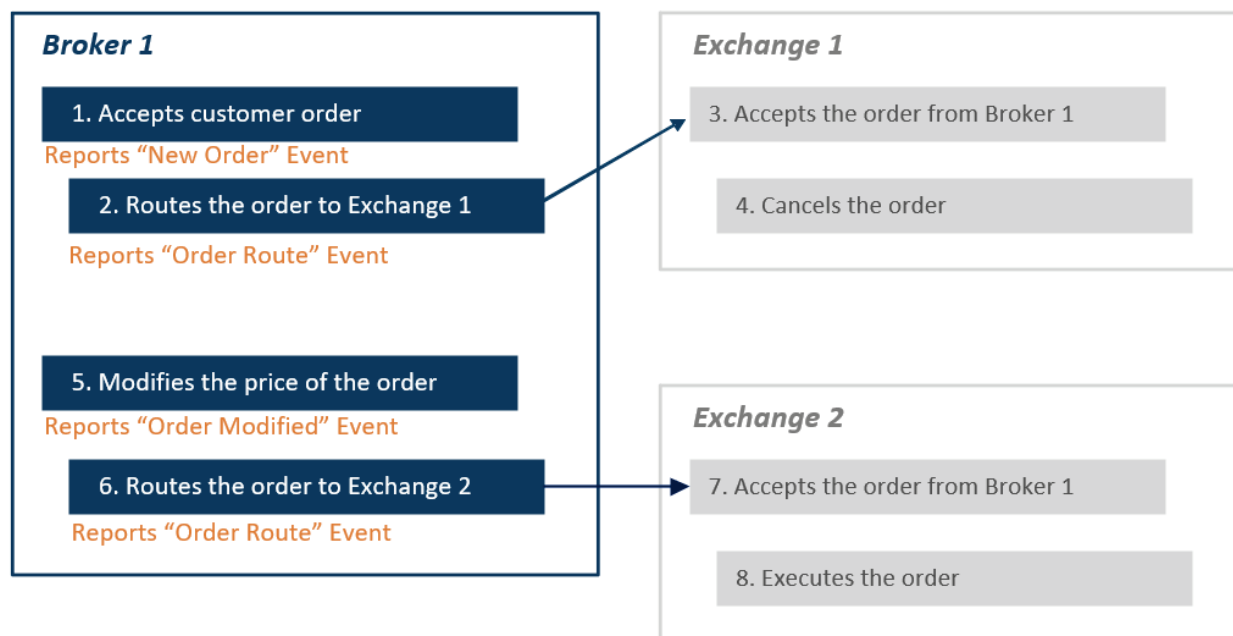 Broker 1
1. Accepts customer order
Reports “New Order” Event
2. Routes the order to Exchange 1
Reports “Order Route” Event
5. Modifies the price of the order
Reports “Order Modified” Event
6. Routes the order to Exchange 2
Reports “Order Route” Event
Exchange 1
3. Accepts the order from Broker 1
4. Cancels the order
Exchange 2
7. Accepts the order from Broker 1
8. Executes the order